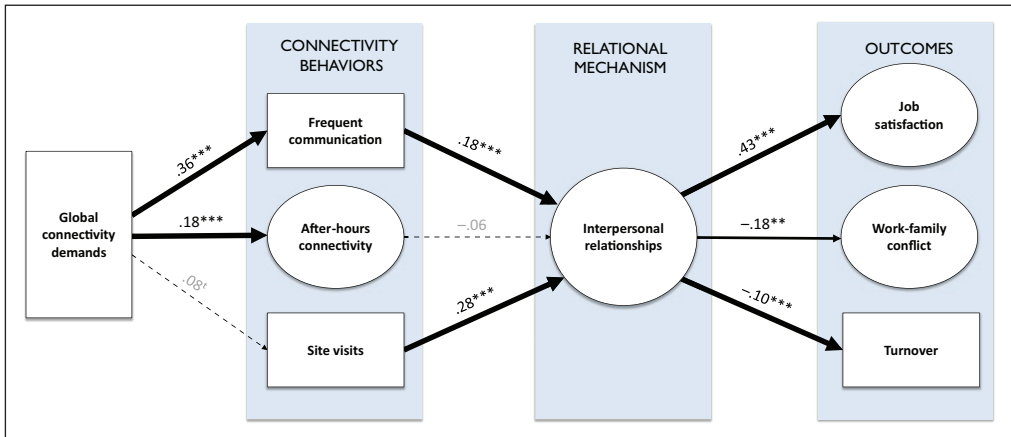 CONNECTIVITY
BEHAVIORS
RELATIONAL
MECHANISM
OUTCOMES
Global
connectivity
demands
.36***
.18***
.08ᵗ
Frequent
communication
After-hours
connectivity
Site visits
.18***
–.06
.28***
Interpersonal
relationships
.43***
–.18**
–.10***
Job
satisfaction
Work-family
conflict
Turnover